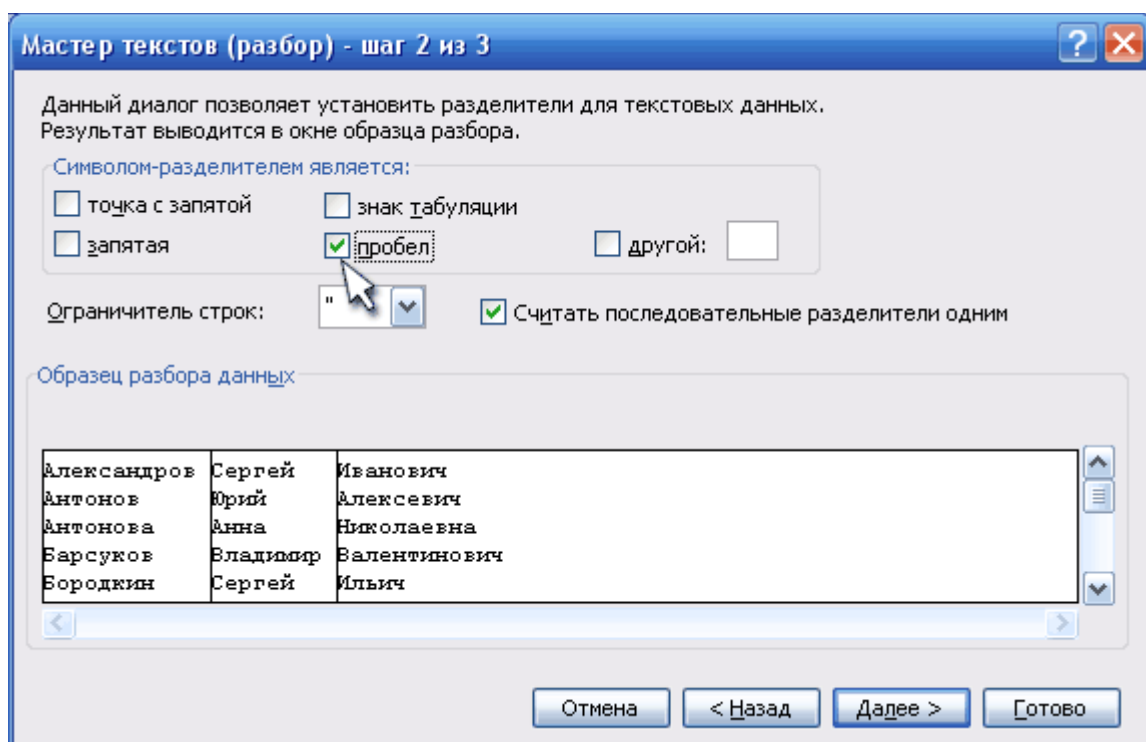 Мастер текстов (разбор) - шаг 2 из 3
Данный диалог позволяет установить разделители для текстовых данных.
Результат выводится в окне образца разбора.
Символом-разделителем является:
точка с запятой знак табуляции
запятая пробел другой:
Ограничитель строк: " Считать последовательные разделители одним
Образец разбора данных
Александров Сергей Иванович
Антонов Юрий Алексевич
Антонова Анна Николаевна
Барсуков Владимир Валентинович
Бородкин Сергей Ильич
Отмена < Назад Далее > Готово